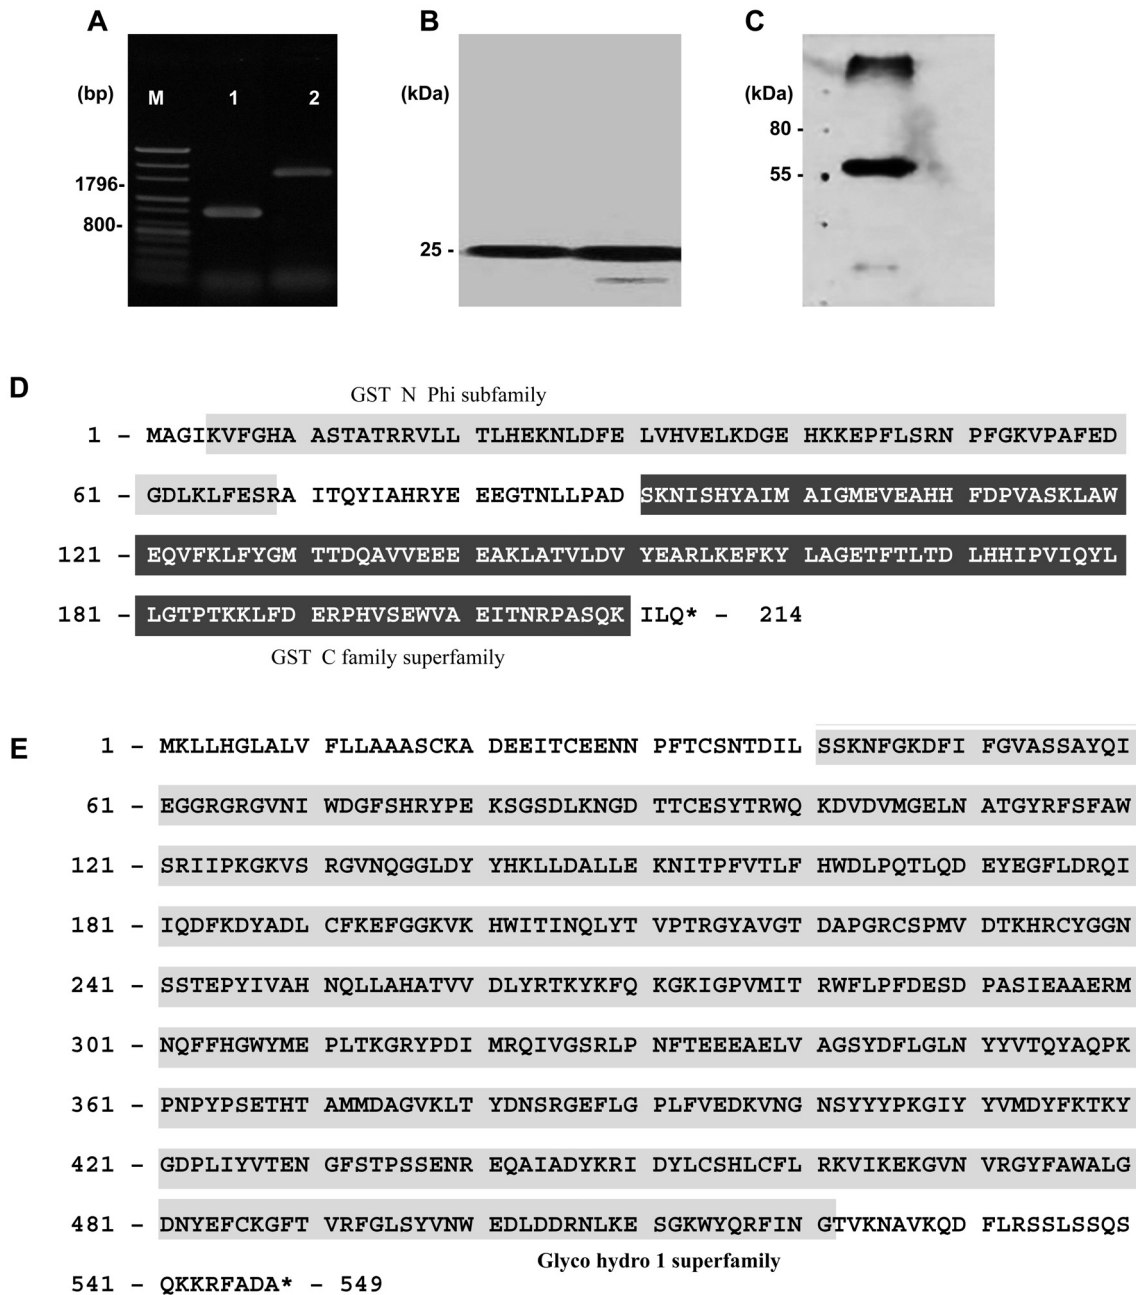 A
B
C
(bp)
M
1
2
1796-
800-
(kDa)
25 -
(kDa)
80 -
55 -
D
GST N Phi subfamily
1 – MAGIKVFGHA ASTATRRVLL TLHEKNLDFE LVHVELKDGE HKKEPFLSRN PFGKVPAFED
61 – GDLKLFESRA ITQYIAHRYE EEGTNLLPAD SKNISHYAIM AIGMEVEAHH FDPVASKLAW
121 – EQVFKLFYGM TTDQAVVEEE EAKLATVLDV YEARLKEFKY LAGETFTLTD LHHIPVIQYL
181 – LGTPTKKLFD ERPHVSEWVA EITNRPASQK ILQ* – 214
GST C family superfamily
E
1 – MKLLHGLALV FLLAAASCKA DEEITCEENN PFTCSNTDIL SSKNFGKDFI FGVASSAYQI
61 – EGGRGRGVNI WDGFSHRYPE KSGSDLKNGD TTCESYTRWQ KDVDVMGELN ATGYRFSFAW
121 – SRIIPKGKVS RGVNQGGLDY YHKLLDALLE KNITPFVTLF HWDLPQTLQD EYEGFLDRQI
181 – IQDFKDYADL CFKEFGGKVK HWITINQLYT VPTRGYAVGT DAPGRCSPMV DTKHRCYGGN
241 – SSTEPYIVAH NQLLAHATVV DLYRTKYKFQ KGKIGPVMIT RWFLPFDESD PASIEAAERM
301 – NQFFHGWYME PLTKGRYPDI MRQIVGSRLP NFTEEEAELV AGSYDFLGLN YYVTQYAQPK
361 – PNPYPSETHT AMMDAGVKLT YDNSRGEFLG PLFVEDKVNG NSYYYPKGIY YVMDYFKTKY
421 – GDPLIYVTEN GFSTPSSENR EQAIADYKRI DYLCSHLCFL RKVIKEKGVN VRGYFAWALG
481 – DNYEFCKGFT VRFGLSYVNW EDLDDRNLKE SGKWYQRFIN GTVKNAVKQD FLRSSLSSQS
Glyco hydro 1 superfamily
541 – QKKRFADA* – 549